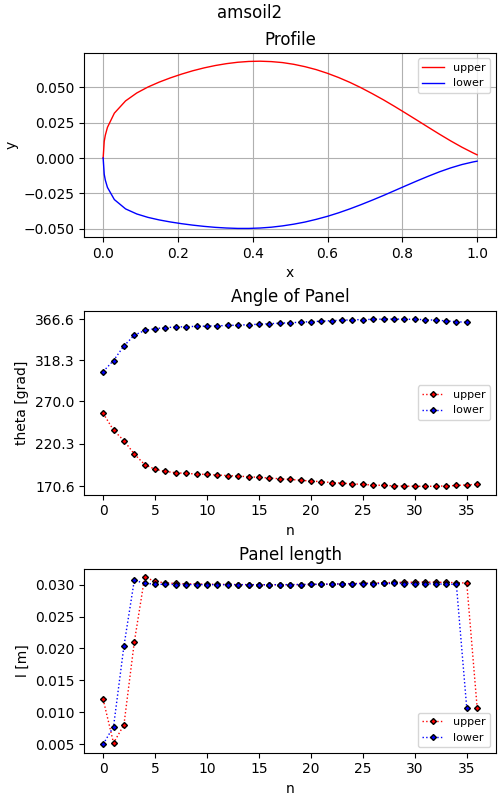 amsoil2
Profile
upper
lower
0.050
0.025
0.000
−0.025
−0.050
y
0.0 0.2 0.4 0.6 0.8 1.0
x
Angle of Panel
366.6
318.3
270.0
220.3
170.6
theta [grad]
upper
lower
0 5 10 15 20 25 30 35
n
Panel length
0.030
0.025
0.020
0.015
0.010
0.005
l [m]
upper
lower
0 5 10 15 20 25 30 35
n